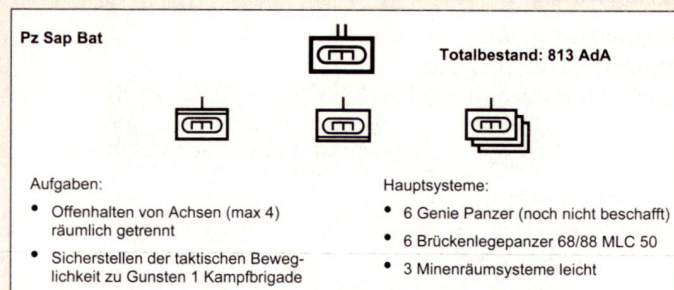 Pz Sap Bat
Totalbestand: 813 AdA
Aufgaben:
• Offenhalten von Achsen (max 4)
räumlich getrennt
• Sicherstellen der taktischen Beweg-
lichkeit zu Gunsten 1 Kampfbrigade
Hauptsysteme:
• 6 Genie Panzer (noch nicht beschafft)
• 6 Brückenlegepanzer 68/88 MLC 50
• 3 Minenräumsysteme leicht